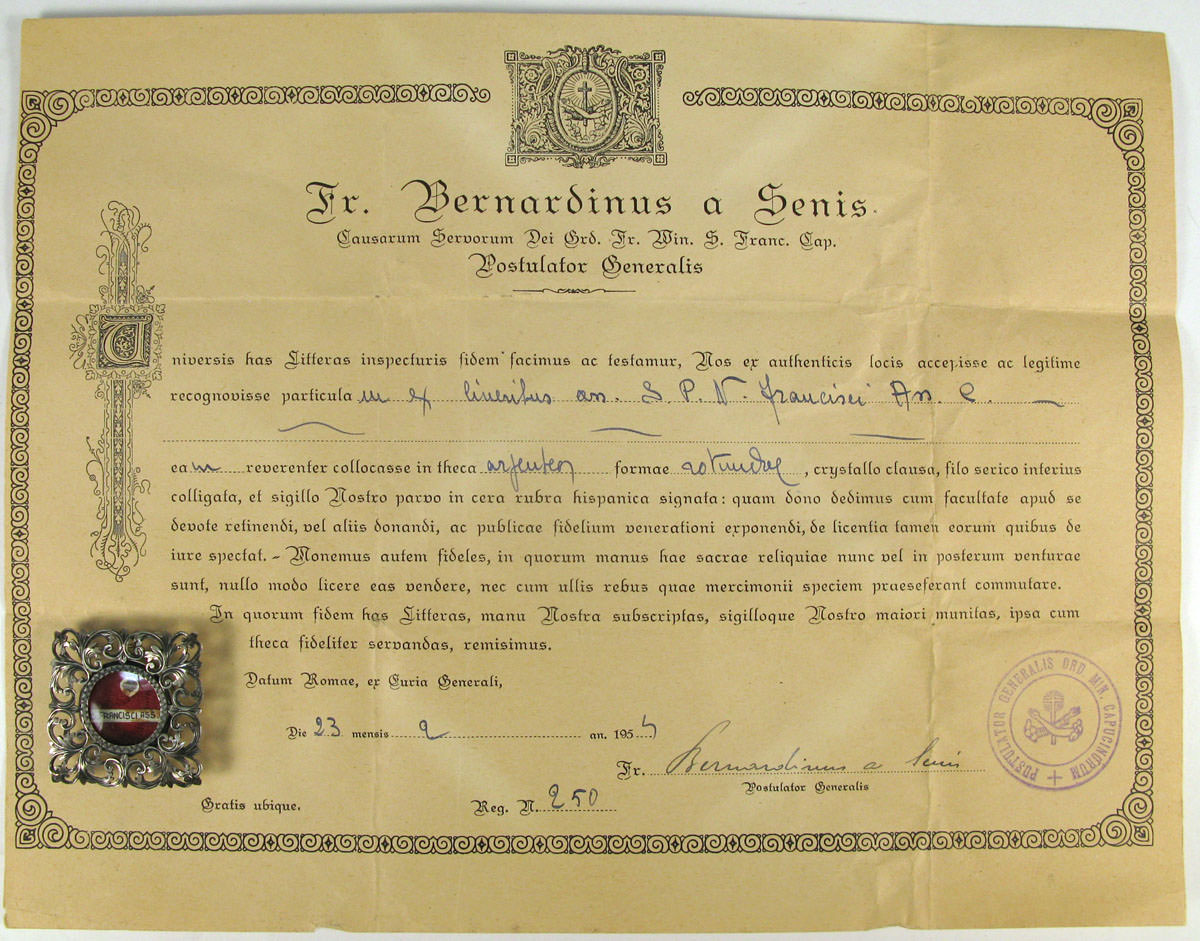 Fr. Bernardinus a Senis.
Causarum Servorum Dei Ord. Fr. Min. S. Franc. Cap.
Postulator Generalis
Universis has Litteras inspecturis fidem facimus ac testamur, Nos ex authenticis locis accepisse ac legitime
recognovisse particulam ex cineribus oss. S. P. N. Francisci Ass. C.
eam reverenter collocasse in theca argentea formae rotundae, crystallo clausa, filo serico interius
colligata, et sigillo Nostro parvo in cera rubra hispanica signata: quam dono dedimus cum facultate apud se
devote retinendi, vel aliis donandi, ac publicae fidelium venerationi exponendi, de licentia tamen eorum quibus de
iure spectat. - Monemus autem fideles, in quorum manus hae sacrae reliquiae nunc vel in posterum venturae
sunt, nullo modo licere eas vendere, nec cum ullis rebus quae mercimonii speciem praeseferant commutare.
In quorum fidem has Litteras, manu Nostra subscriptas, sigilloque Nostro maiori munitas, ipsa cum
theca fideliter servandas, remisimus.
Datum Romae, ex Curia Generali,
Die 23 mensis 2 an. 195
Fr. Bernardinus a Senis
Postulator Generalis
Gratis ubique.
Reg. N. 250
FRANCISCI ASS.
POSTULATOR GENERALIS ORD. MIN. CAPUCINORUM